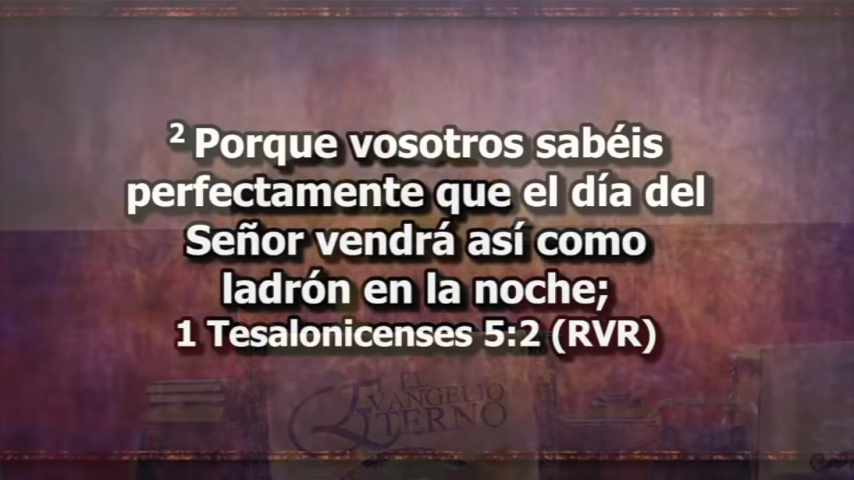 ² Porque vosotros sabéis
perfectamente que el día del
Señor vendrá así como
ladrón en la noche;
1 Tesalonicenses 5:2 (RVR)
EL
EVANGELIO
ETERNO